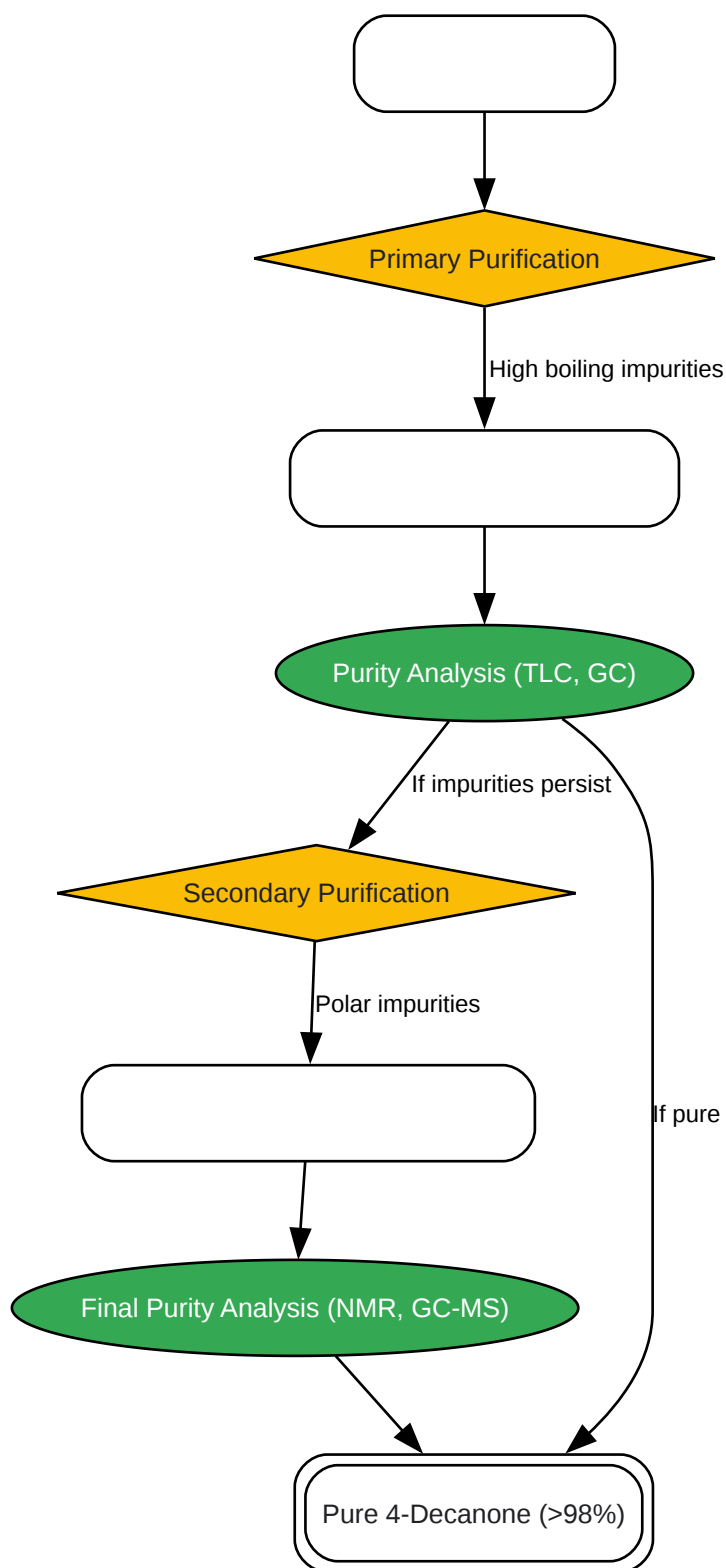 Primary Purification
High boiling impurities
Purity Analysis (TLC, GC)
If impurities persist
Secondary Purification
Polar impurities
If pure
Final Purity Analysis (NMR, GC-MS)
Pure 4-Decanone (>98%)